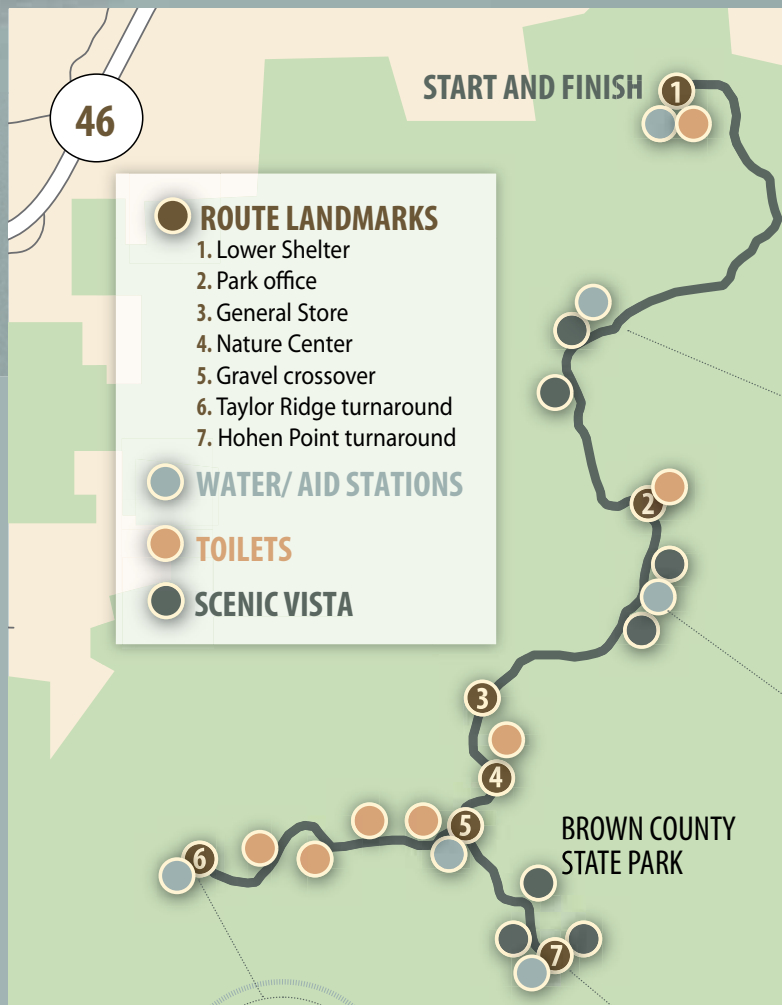 START AND FINISH
1
46
ROUTE LANDMARKS
1. Lower Shelter
2. Park office
3. General Store
4. Nature Center
5. Gravel crossover
6. Taylor Ridge turnaround
7. Hohen Point turnaround
WATER/ AID STATIONS
TOILETS
SCENIC VISTA
2
3
4
5
6
BROWN COUNTY
STATE PARK
7